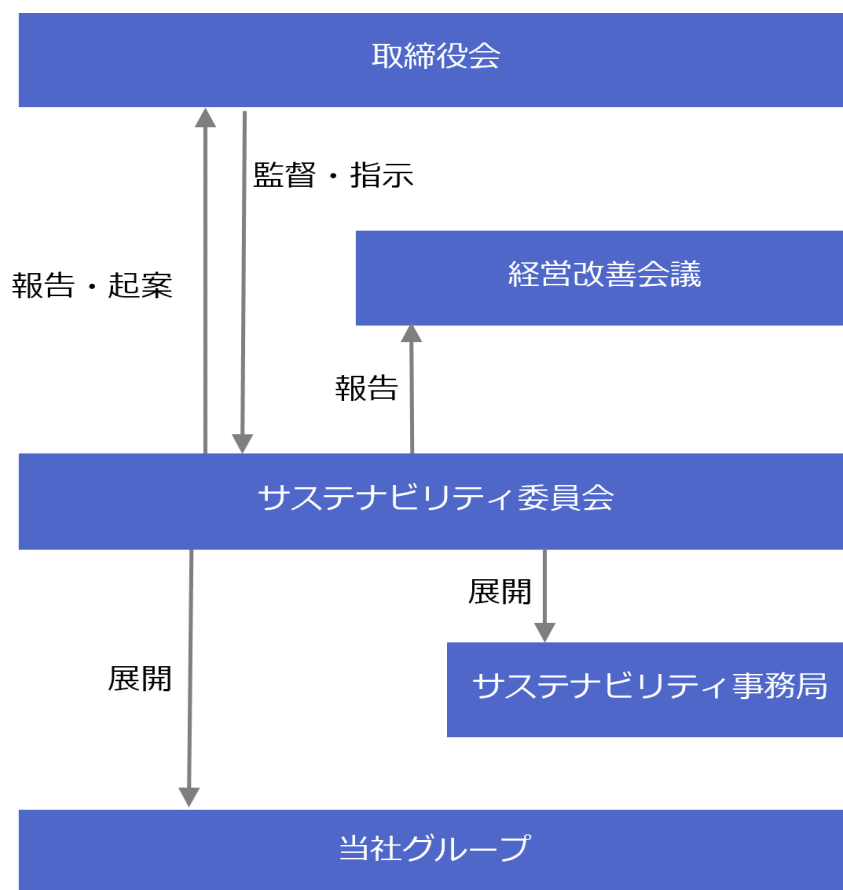 取締役会
監督・指示
経営改善会議
報告・起案
報告
サステナビリティ委員会
展開
サステナビリティ事務局
展開
当社グループ